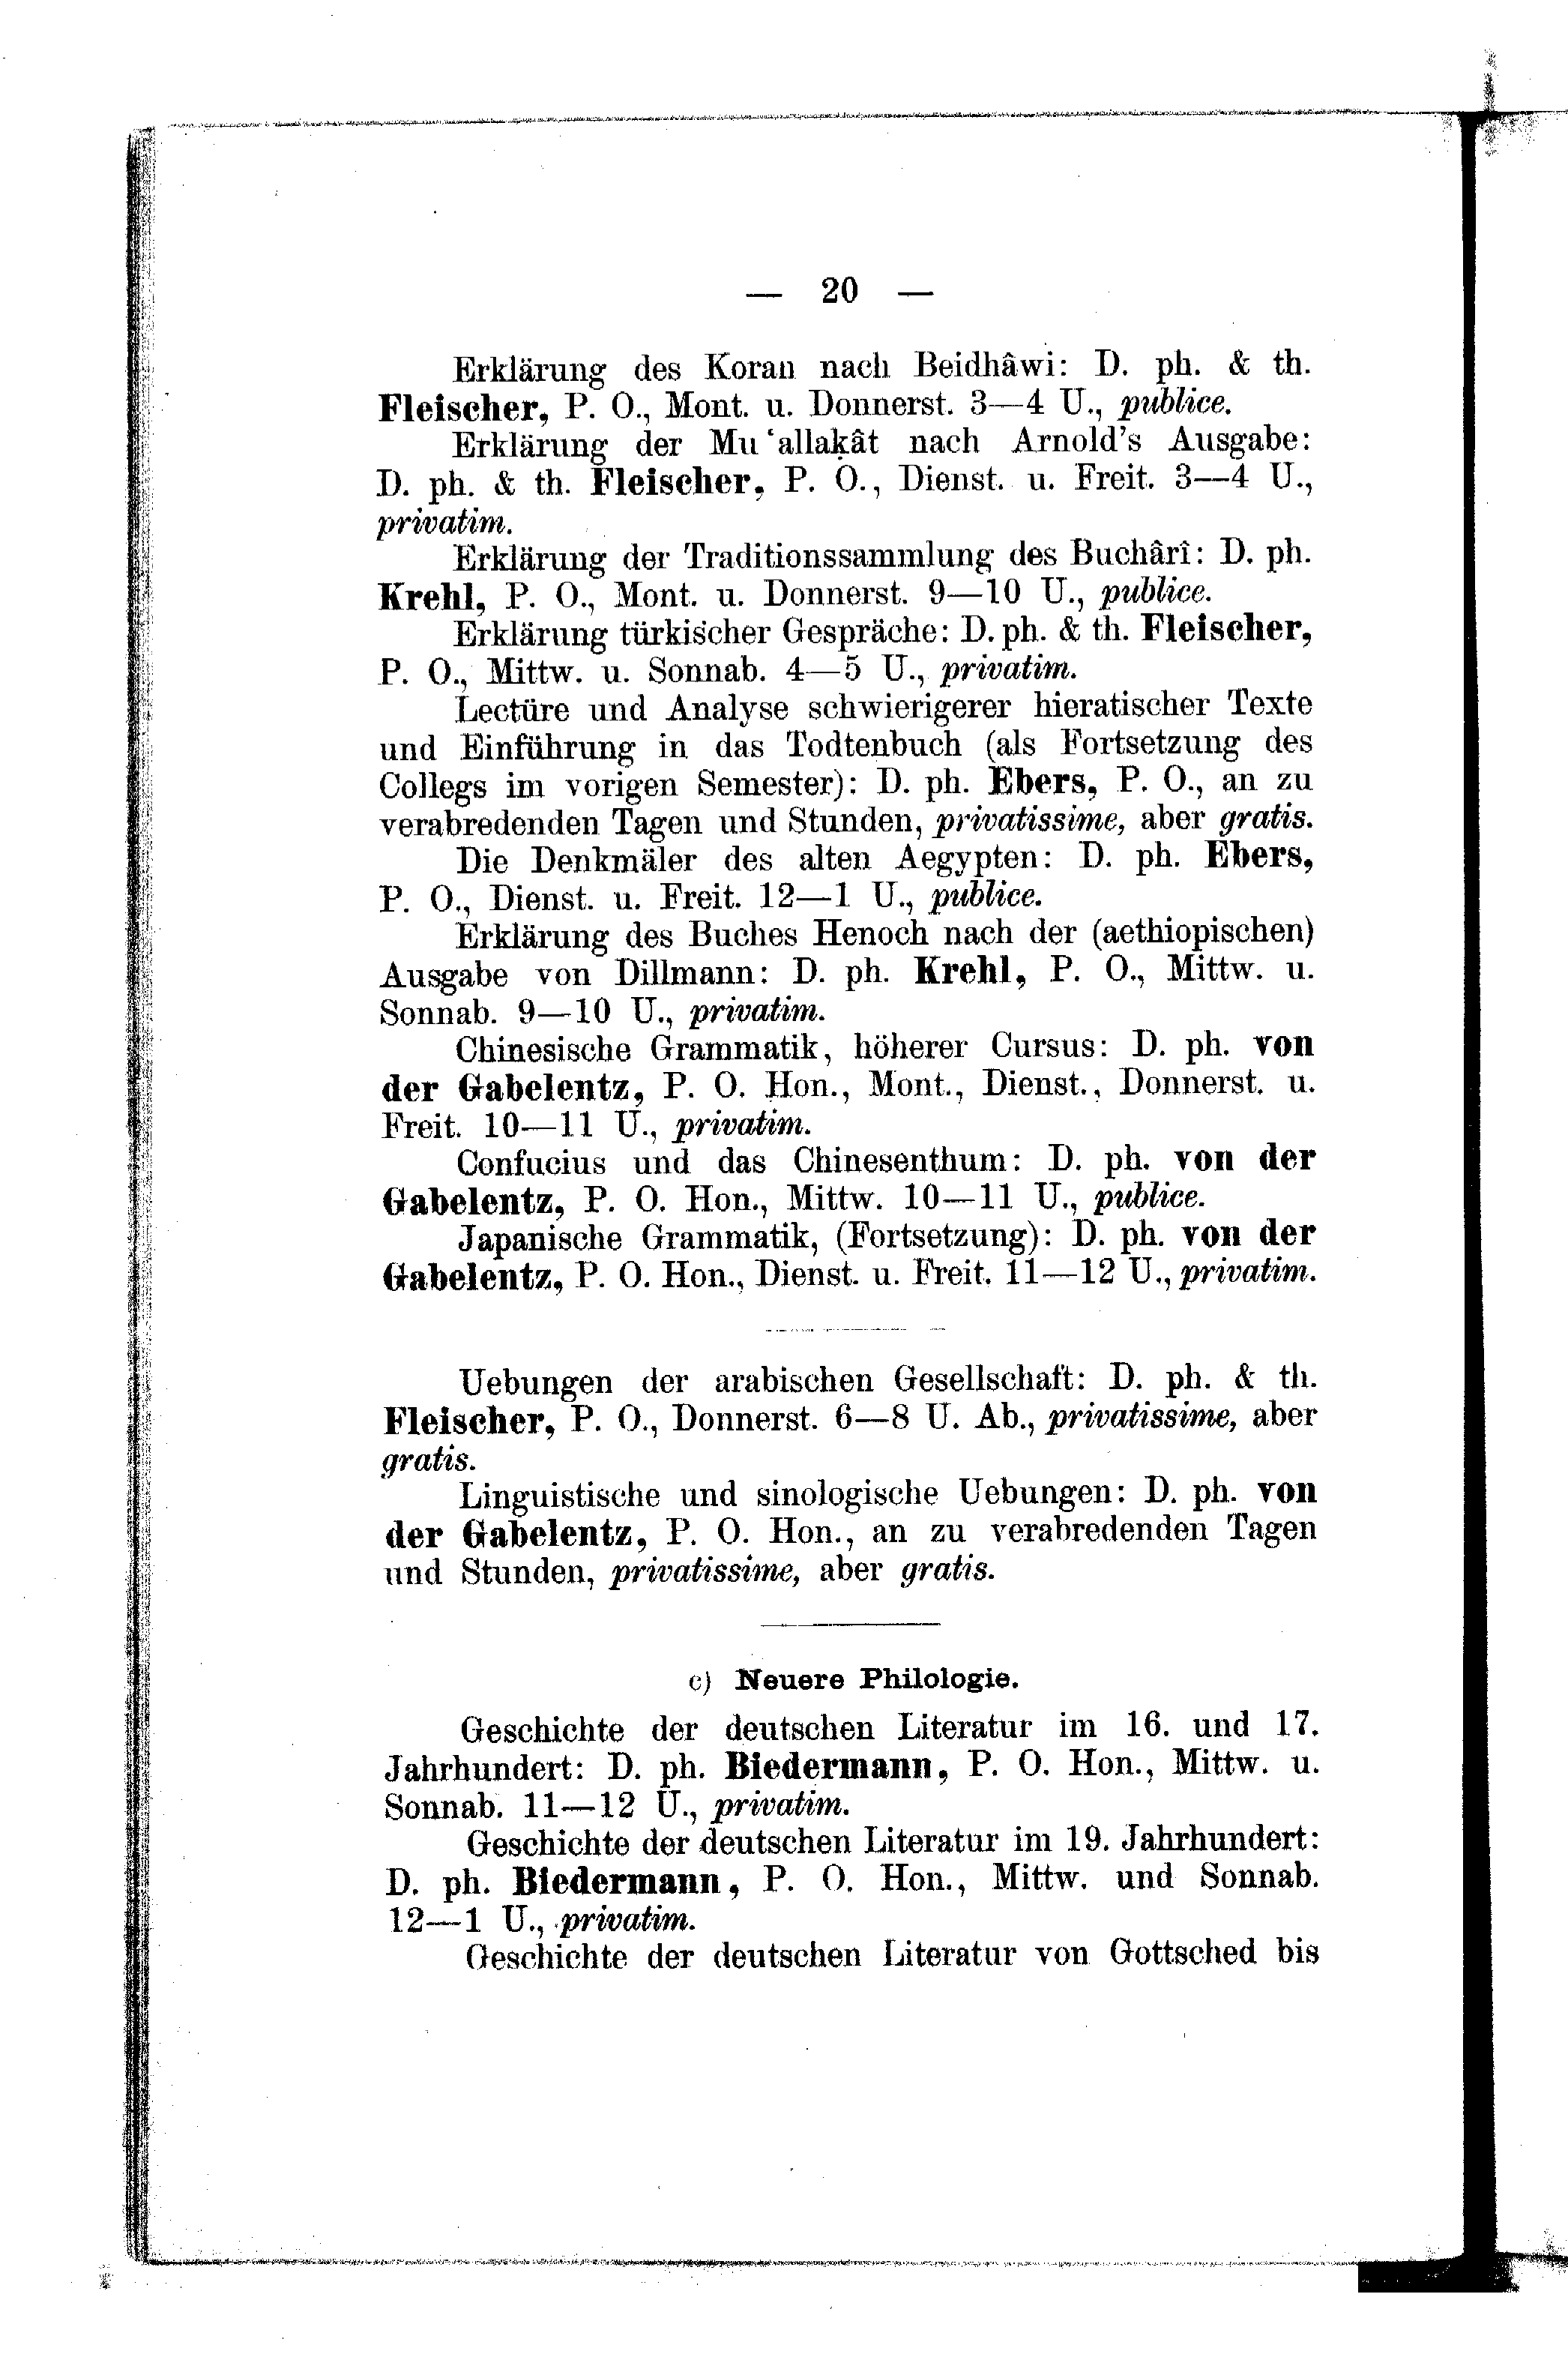 — 20 —
Erklärung des Koran nach Beidhâwi: D. ph. & th.
Fleischer, P. O., Mont. u. Donnerst. 3—4 U., publice.
Erklärung der Mu‘allaḳât nach Arnold's Ausgabe:
D. ph. & th. Fleischer, P. O., Dienst. u. Freit. 3—4 U.,
privatim.
Erklärung der Traditionssammlung des Buchârî: D. ph.
Krehl, P. O., Mont. u. Donnerst. 9—10 U., publice.
Erklärung türkischer Gespräche: D. ph. & th. Fleischer,
P. O., Mittw. u. Sonnab. 4—5 U., privatim.
Lectüre und Analyse schwierigerer hieratischer Texte
und Einführung in das Todtenbuch (als Fortsetzung des
Collegs im vorigen Semester): D. ph. Ebers, P. O., an zu
verabredenden Tagen und Stunden, privatissime, aber gratis.
Die Denkmäler des alten Aegypten: D. ph. Ebers,
P. O., Dienst. u. Freit. 12—1 U., publice.
Erklärung des Buches Henoch nach der (aethiopischen)
Ausgabe von Dillmann: D. ph. Krehl, P. O., Mittw. u.
Sonnab. 9—10 U., privatim.
Chinesische Grammatik, höherer Cursus: D. ph. von
der Gabelentz, P. O. Hon., Mont., Dienst., Donnerst. u.
Freit. 10—11 U., privatim.
Confucius und das Chinesenthum: D. ph. von der
Gabelentz, P. O. Hon., Mittw. 10—11 U., publice.
Japanische Grammatik, (Fortsetzung): D. ph. von der
Gabelentz, P. O. Hon., Dienst. u. Freit. 11—12 U., privatim.
Uebungen der arabischen Gesellschaft: D. ph. & th.
Fleischer, P. O., Donnerst. 6—8 U. Ab., privatissime, aber
gratis.
Linguistische und sinologische Uebungen: D. ph. von
der Gabelentz, P. O. Hon., an zu verabredenden Tagen
und Stunden, privatissime, aber gratis.
c) Neuere Philologie.
Geschichte der deutschen Literatur im 16. und 17.
Jahrhundert: D. ph. Biedermann, P. O. Hon., Mittw. u.
Sonnab. 11—12 U., privatim.
Geschichte der deutschen Literatur im 19. Jahrhundert:
D. ph. Biedermann, P. O. Hon., Mittw. und Sonnab.
12—1 U., privatim.
Geschichte der deutschen Literatur von Gottsched bis